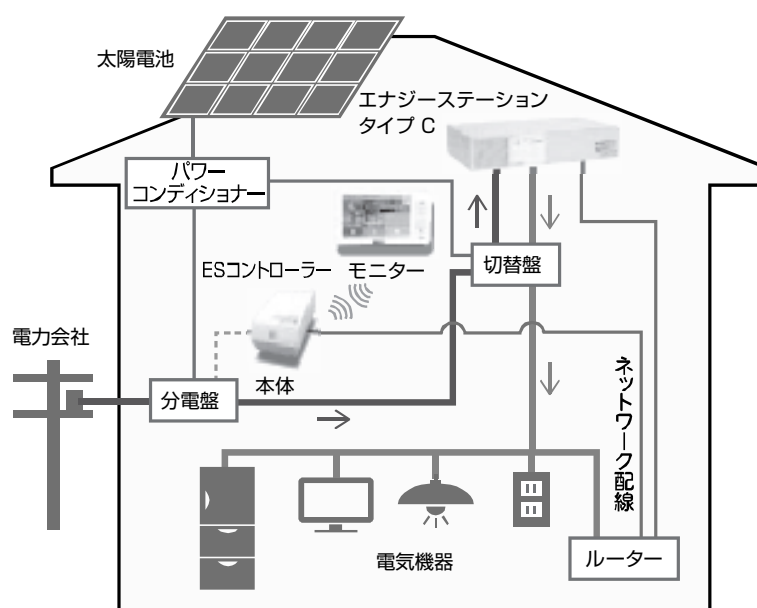 太陽電池
エナジーステーション
タイプ C
パワー
コンディショナー
ESコントローラー
モニター
切替盤
電力会社
分電盤
本体
ネットワーク配線
電気機器
ルーター